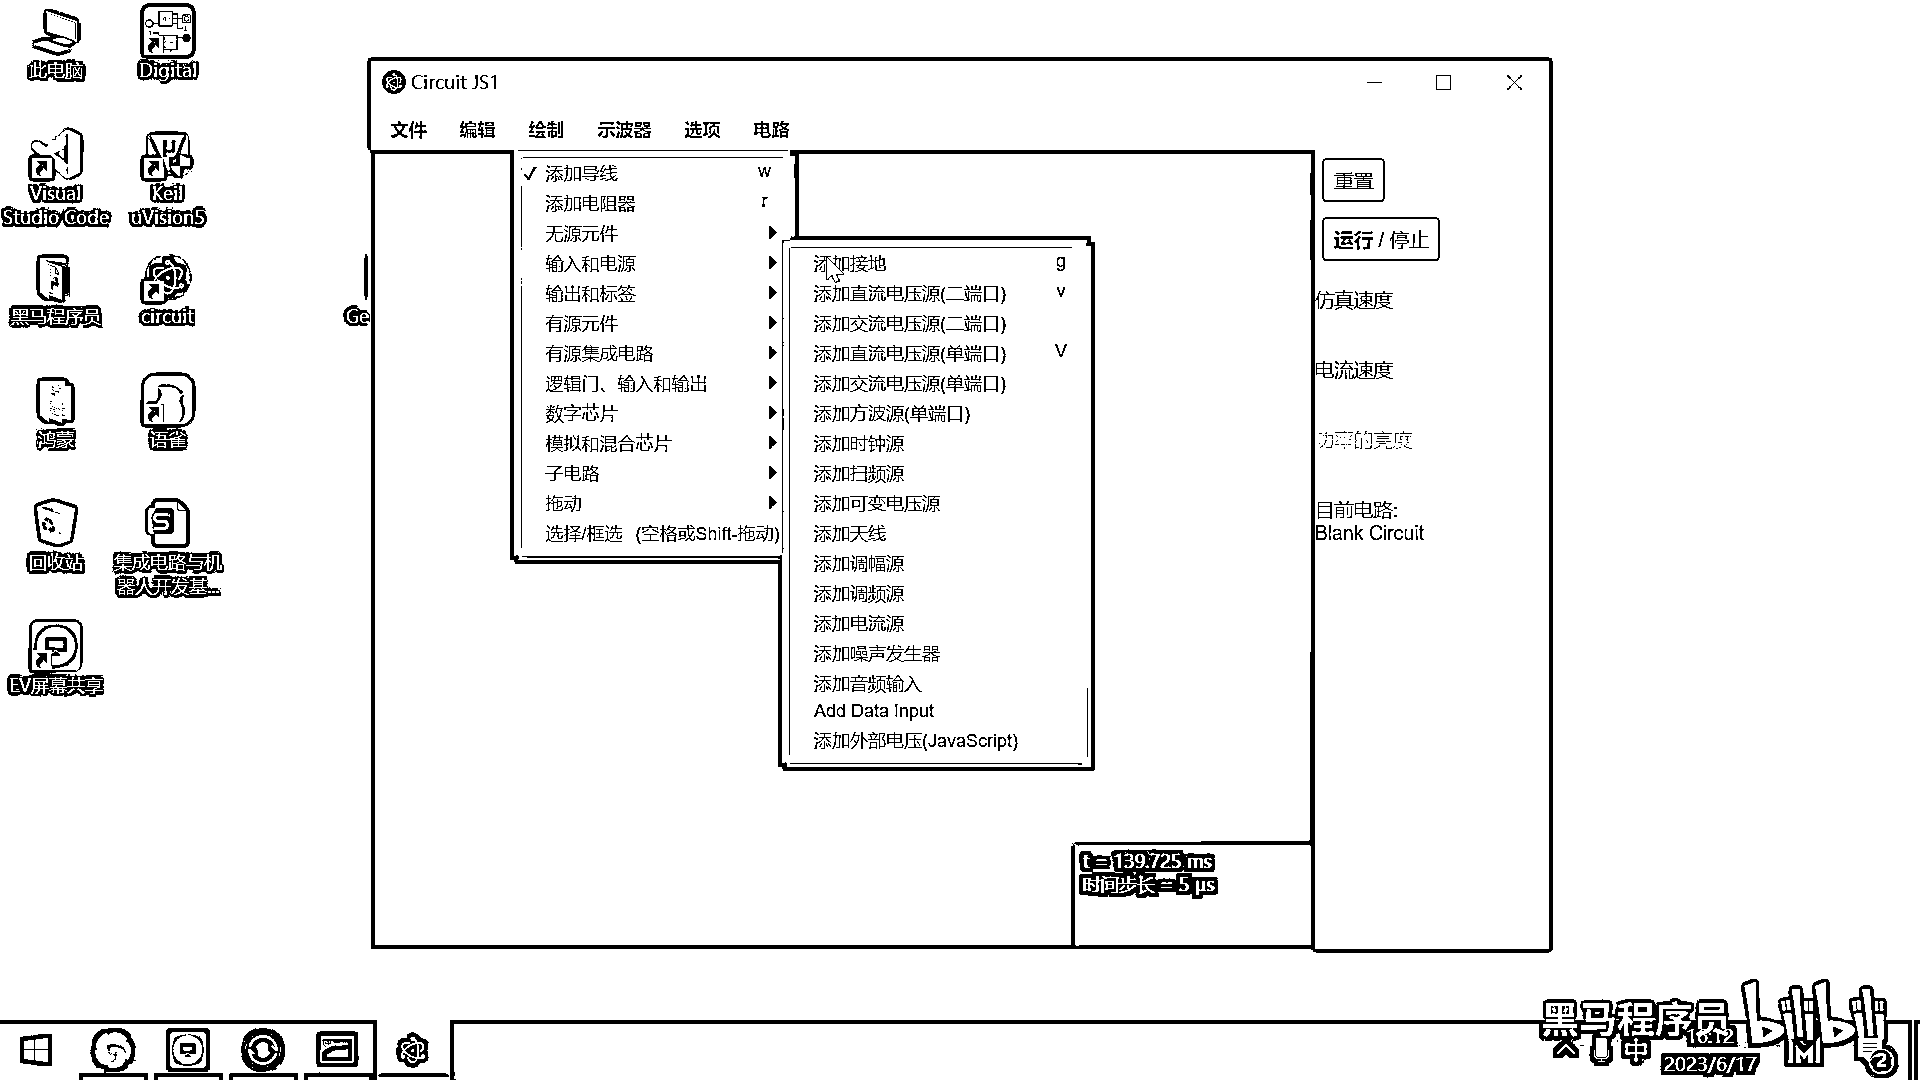 此电脑
Digital
Visual
Studio Code
Keil
uVision5
黑马程序员
circuit
Ge
鸿蒙
语雀
回收站
集成电路与机
器人开发基...
EV屏幕共享
Circuit JS1
文件 编辑 绘制 示波器 选项 电路
添加导线 w
添加电阻器 r
无源元件
输入和电源
输出和标签
有源元件
有源集成电路
逻辑门、输入和输出
数字芯片
模拟和混合芯片
子电路
拖动
选择/框选 (空格或Shift-拖动)
添加接地 g
添加直流电压源(二端口) v
添加交流电压源(二端口)
添加直流电压源(单端口) V
添加交流电压源(单端口)
添加方波源(单端口)
添加时钟源
添加扫频源
添加可变电压源
添加天线
添加调幅源
添加调频源
添加电流源
添加噪声发生器
添加音频输入
Add Data Input
添加外部电压(JavaScript)
重置
运行 / 停止
仿真速度
电流速度
功率的亮度
目前电路:
Blank Circuit
t = 139.725 ms
时间步长 = 5 μs
黑马程序员 bilibili
中
16:12
2023/6/17
2